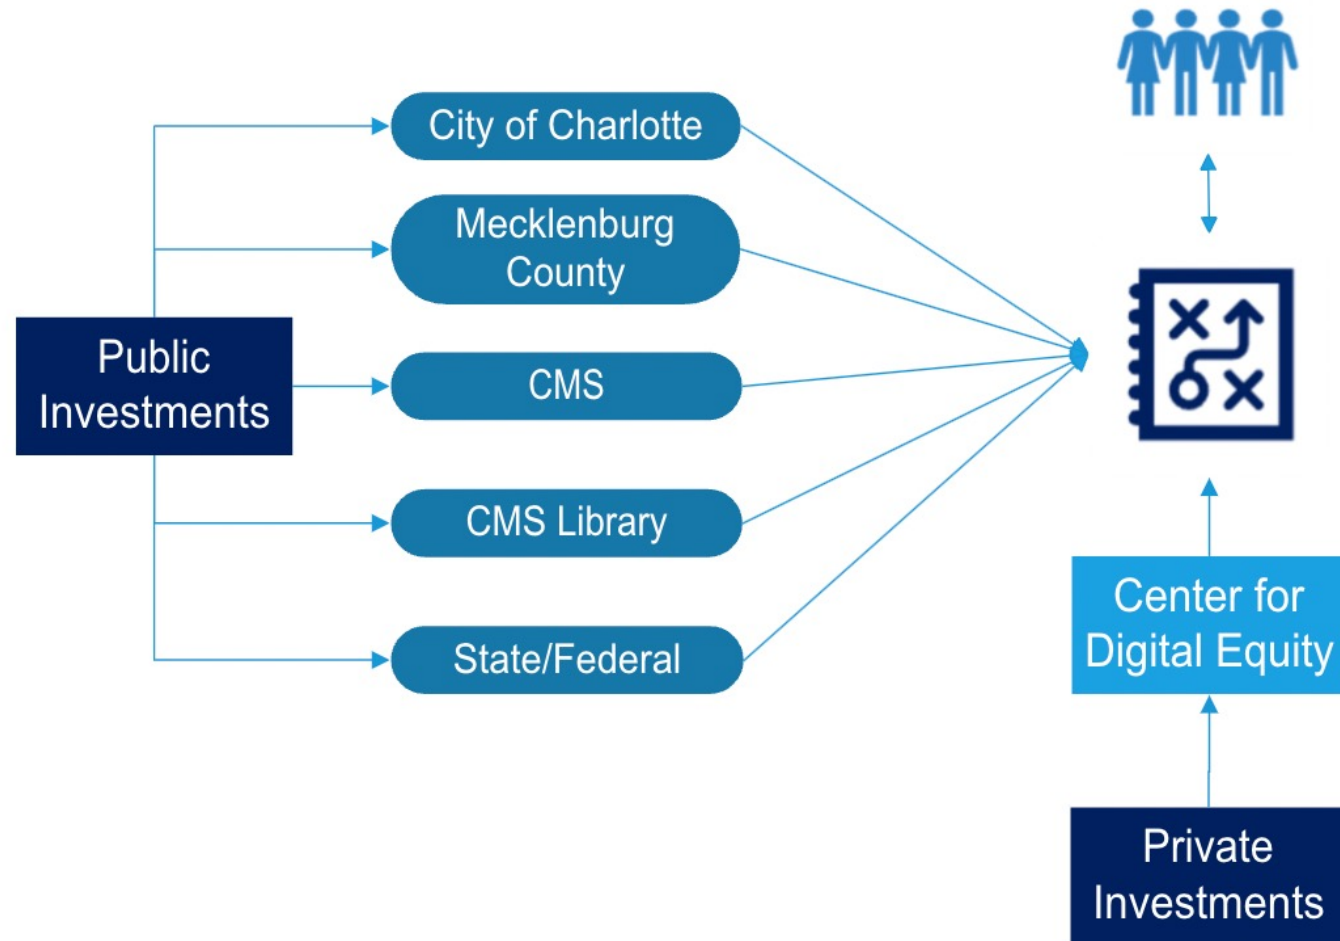 City of Charlotte
Mecklenburg
County
Public
Investments
CMS
CMS Library
State/Federal
Center for
Digital Equity
Private
Investments